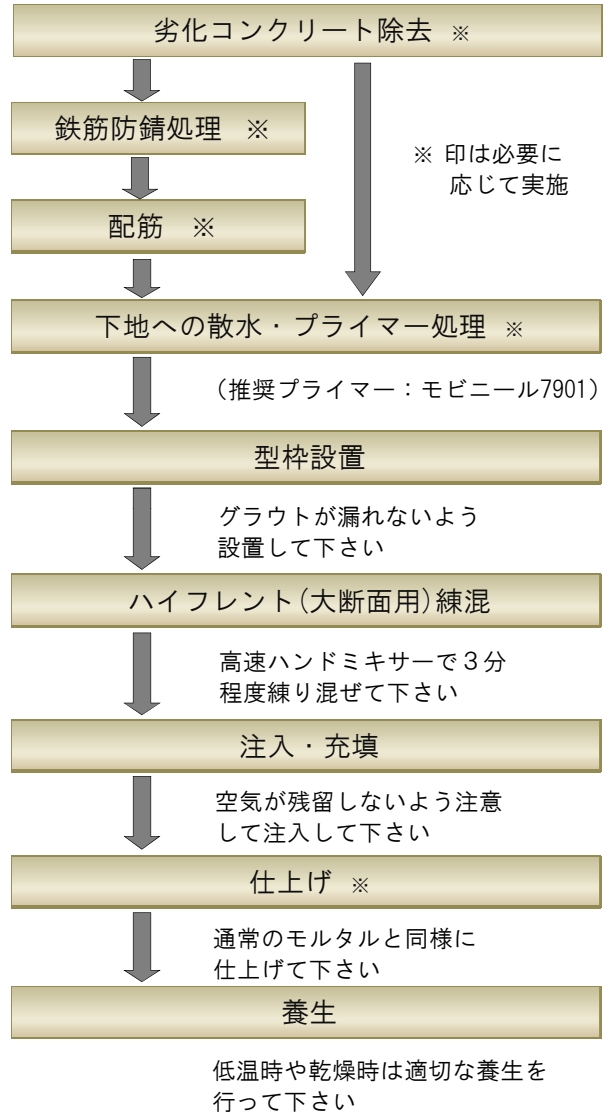 劣化コンクリート除去 ※
鉄筋防錆処理 ※
※ 印は必要に
応じて実施
配筋 ※
下地への散水・プライマー処理 ※
(推奨プライマー：モビニール7901)
型枠設置
グラウトが漏れないよう
設置して下さい
ハイフレント(大断面用)練混
高速ハンドミキサーで３分
程度練り混ぜて下さい
注入・充填
空気が残留しないよう注意
して注入して下さい
仕上げ ※
通常のモルタルと同様に
仕上げて下さい
養生
低温時や乾燥時は適切な養生を
行って下さい